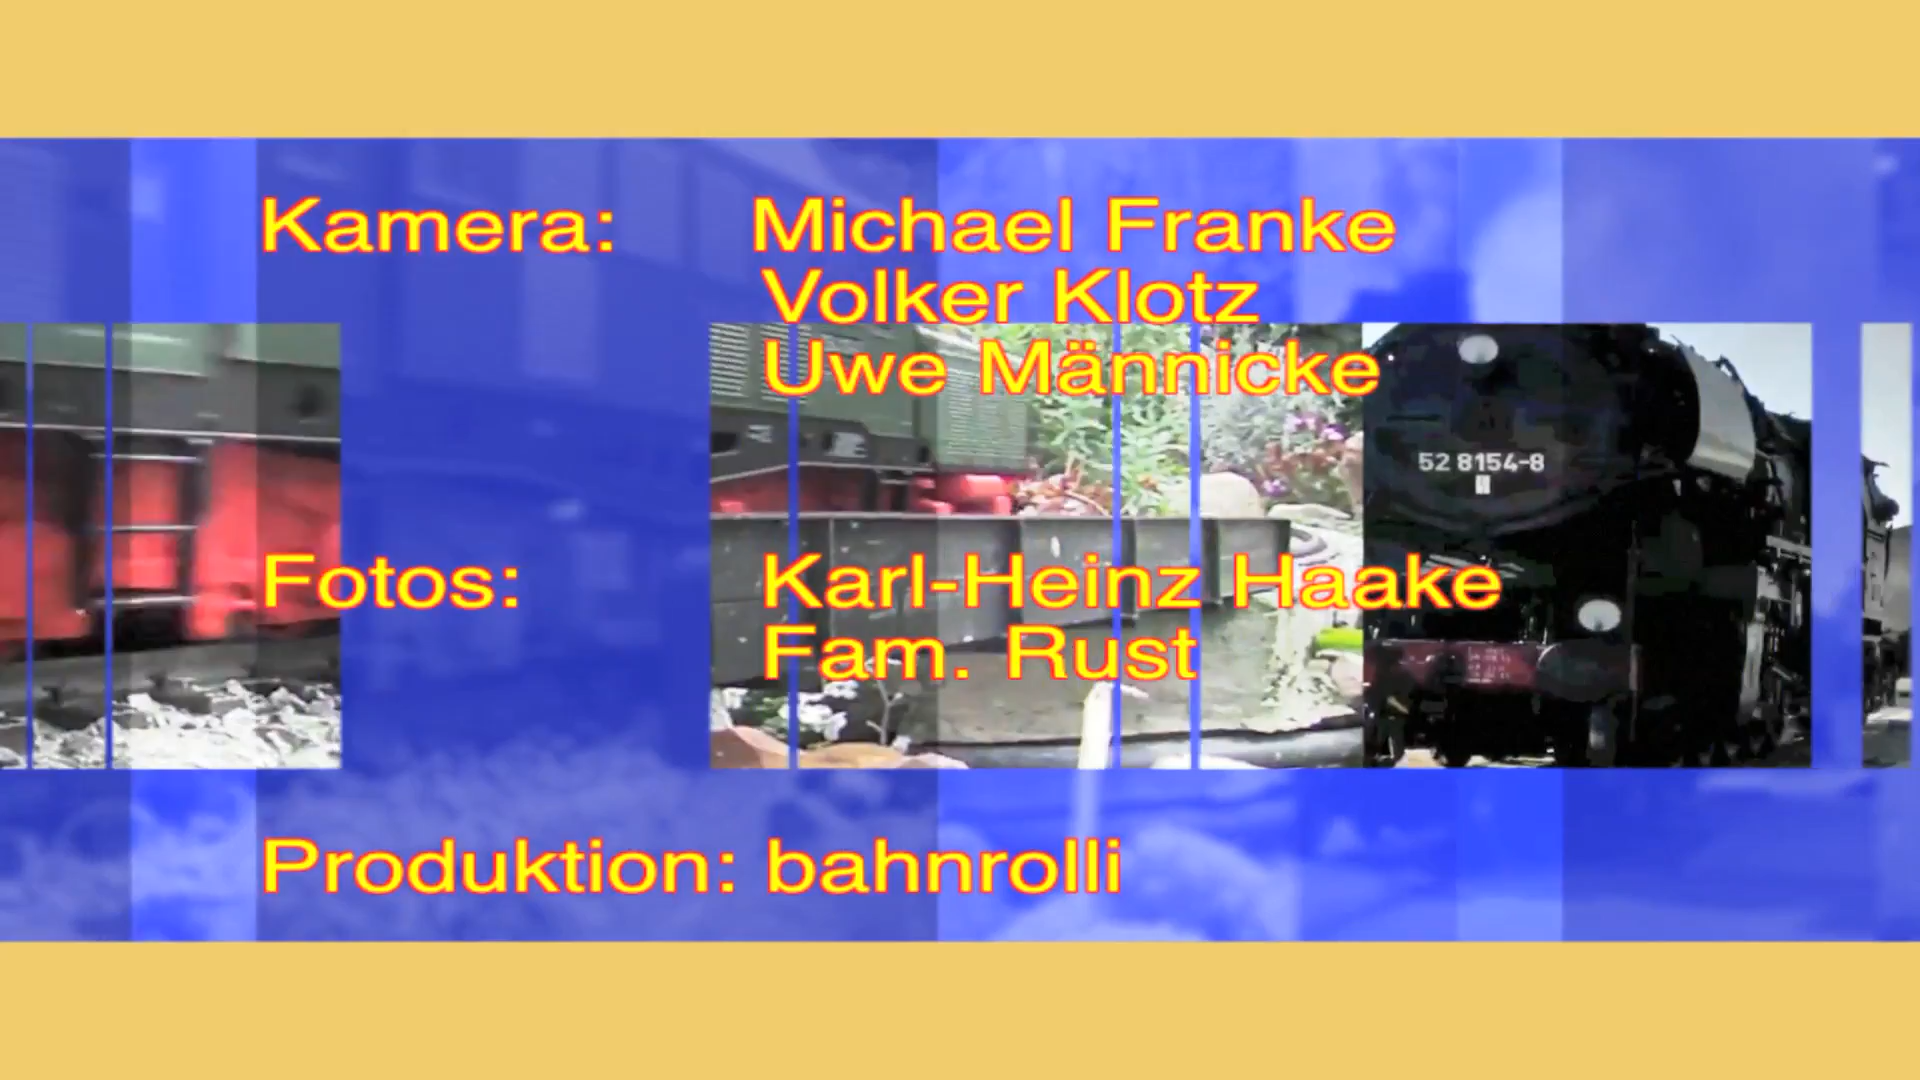 Kamera: Michael Franke
Volker Klotz
Uwe Männicke
52 8154-8
Fotos: Karl-Heinz Haake
Fam. Rust
Produktion: bahnrolli